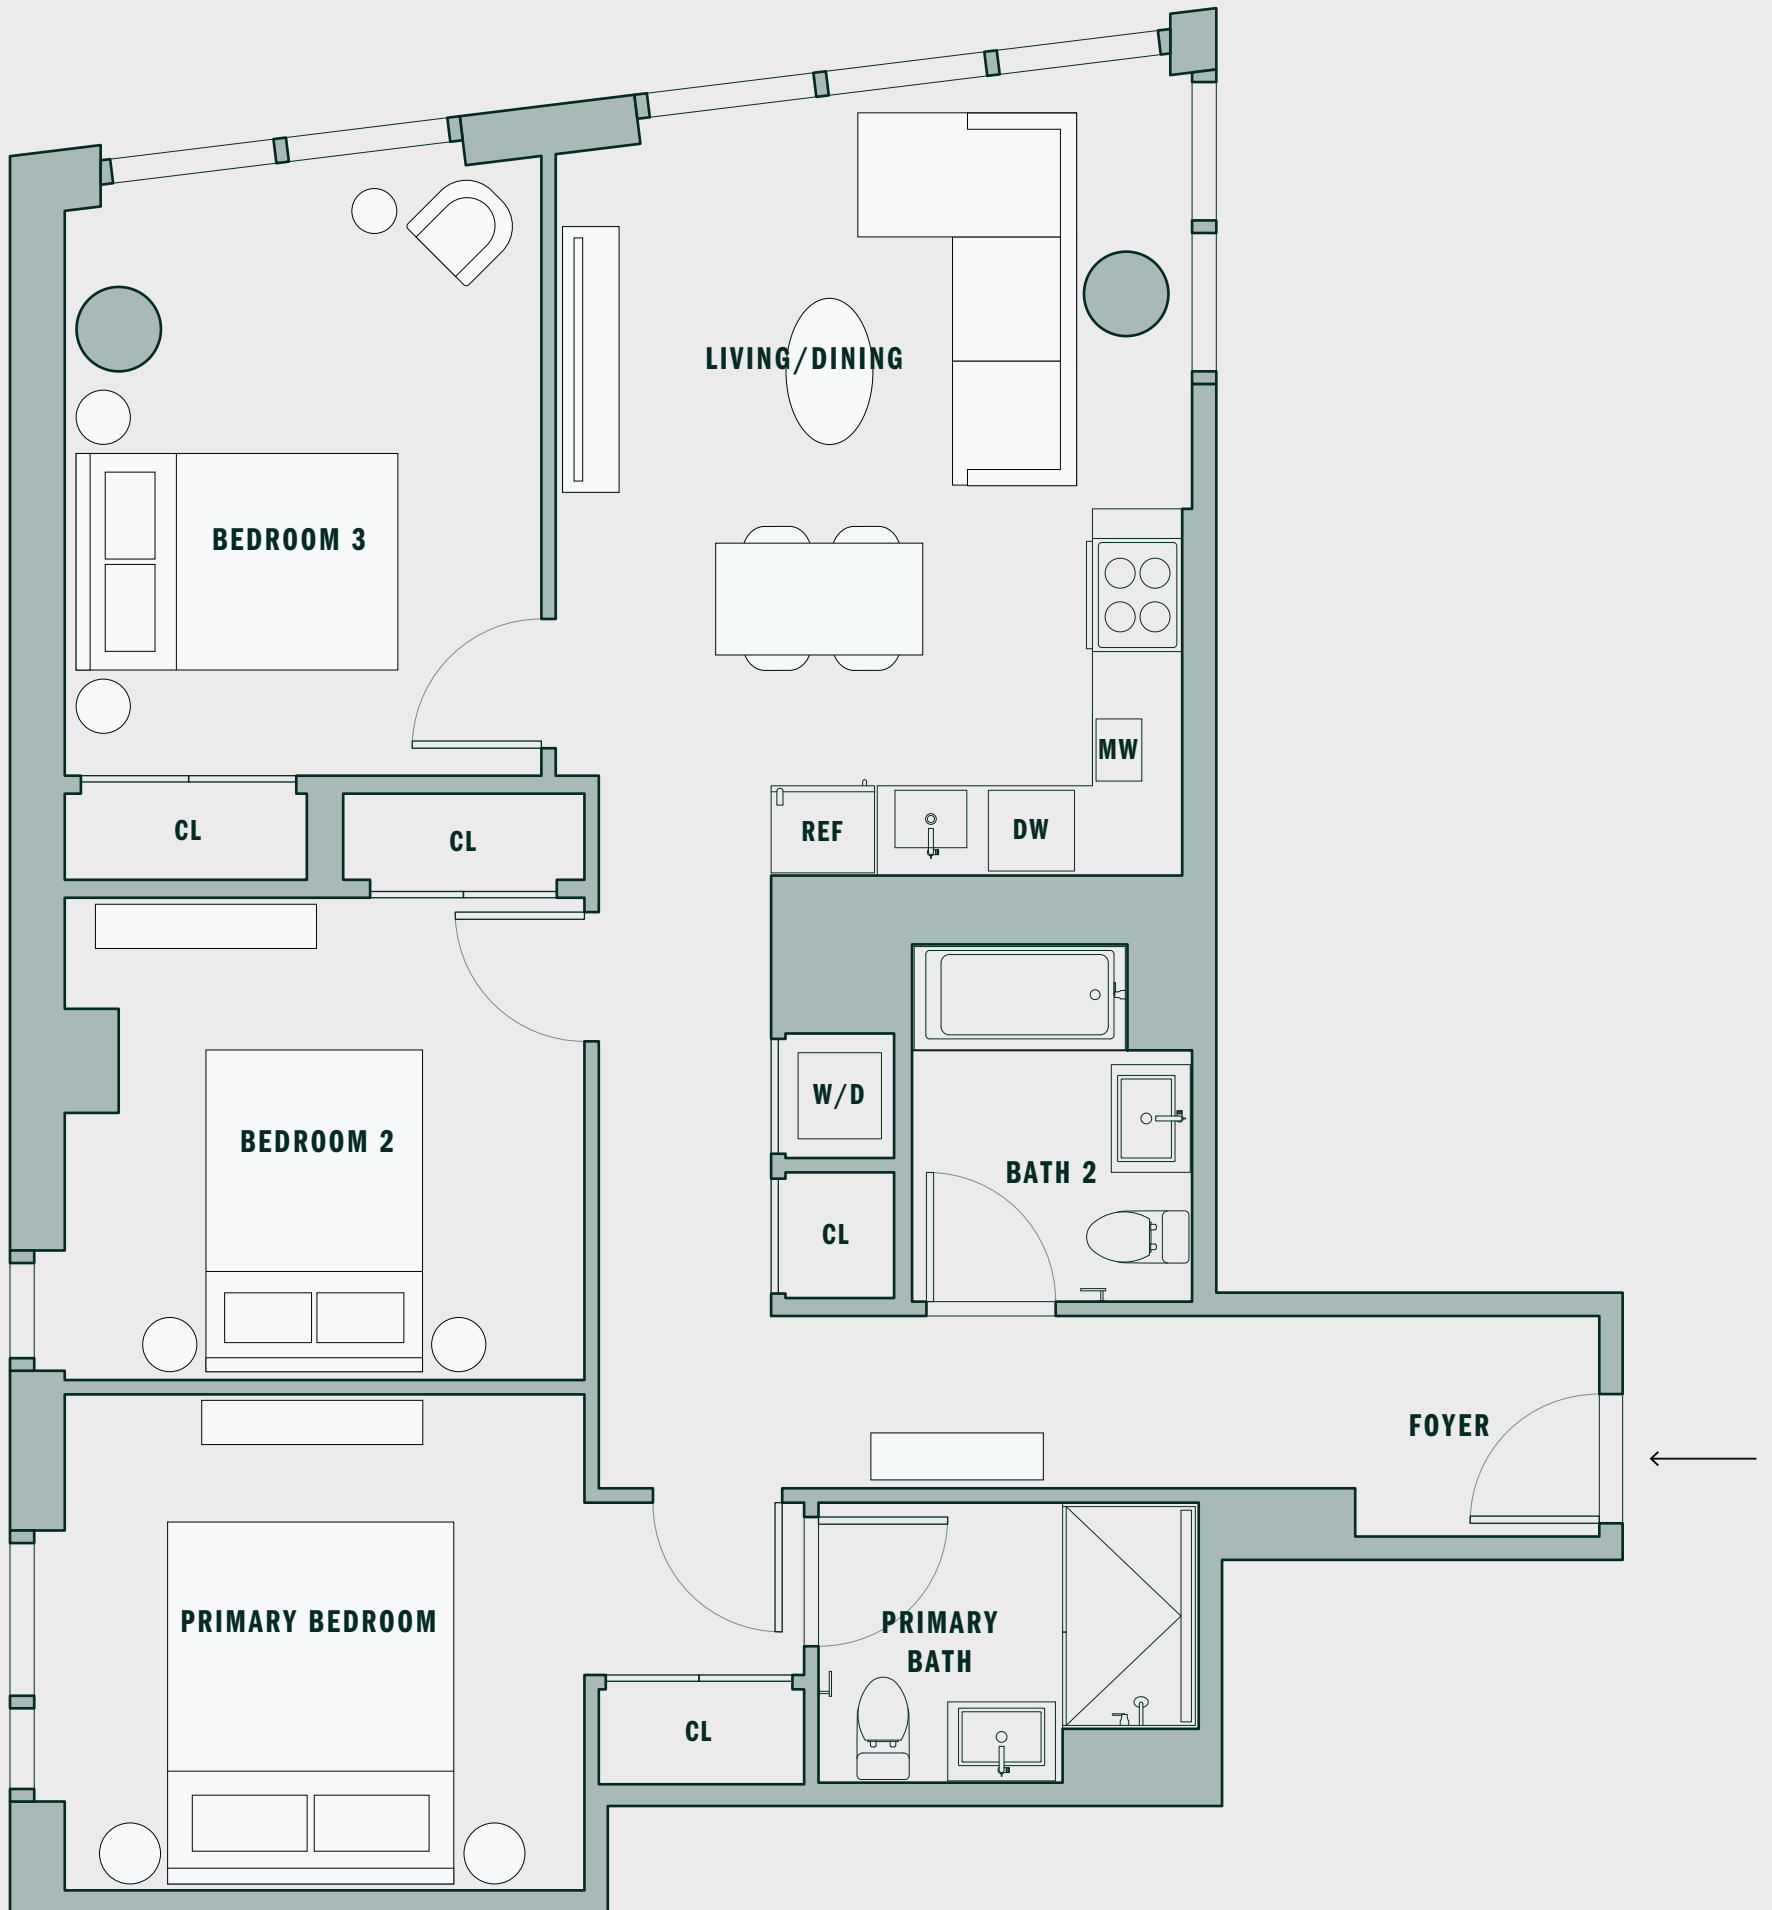 LIVING/DINING
BEDROOM 3
MW
CL
CL
REF
DW
W/D
BEDROOM 2
BATH 2
CL
FOYER
PRIMARY BEDROOM
PRIMARY
BATH
CL